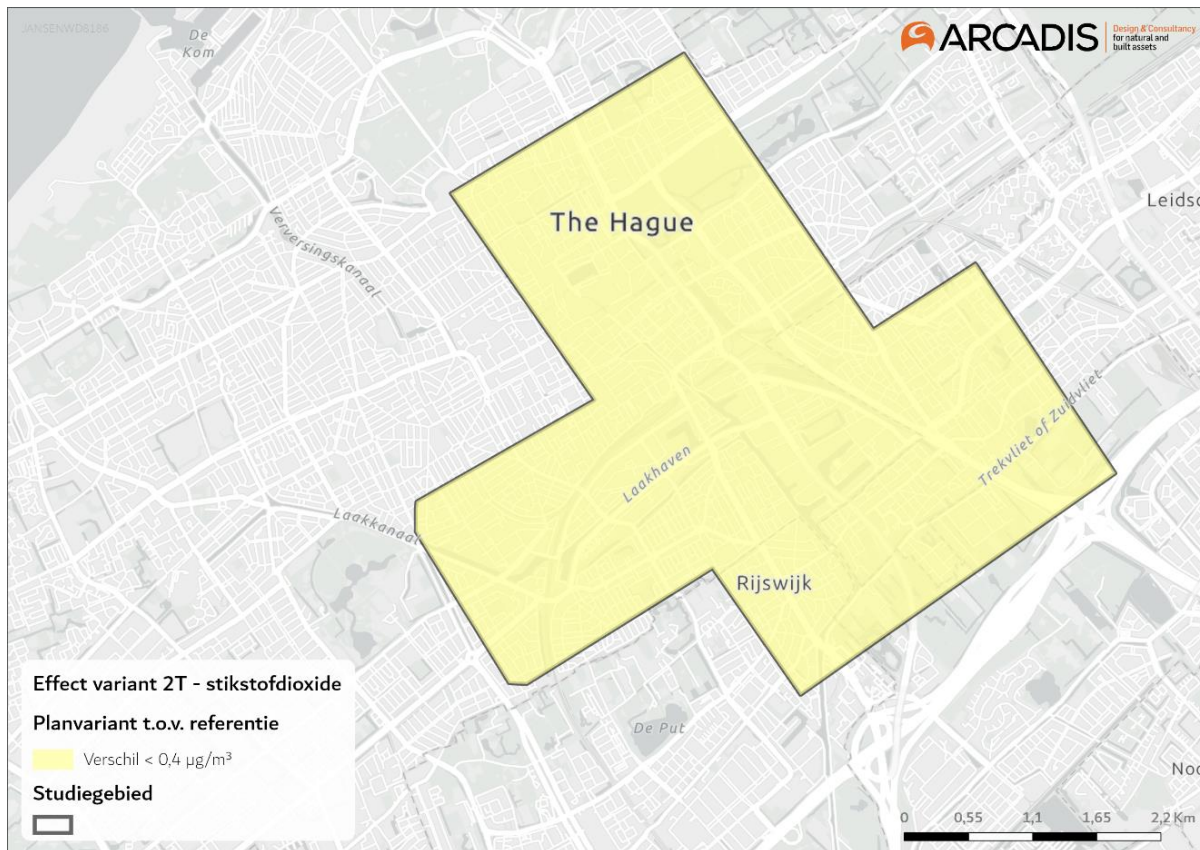 JANSENWD6186
De
Kom
ARCADIS
Design & Consultancy
for natural and
built assets
Leidsc
The Hague
Verversingskanaal
Trekvliet of Zuidvliet
Laakhaven
Laakkanaal
Rijswijk
De Put
Noo
Effect variant 2T - stikstofdioxide
Planvariant t.o.v. referentie
Verschil < 0,4 µg/m³
Studiegebied
0 0,55 1,1 1,65 2,2 Km